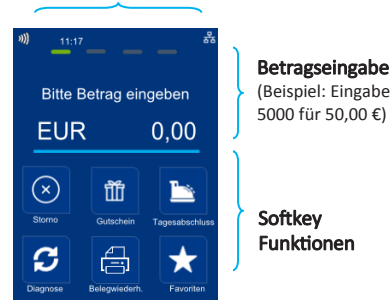 11:17
Bitte Betrag eingeben
EUR 0,00
Storno Gutschein Tagesabschluss
Diagnose Belegwiederh. Favoriten
Betragseingabe
(Beispiel: Eingabe
5000 für 50,00 €)
Softkey
Funktionen